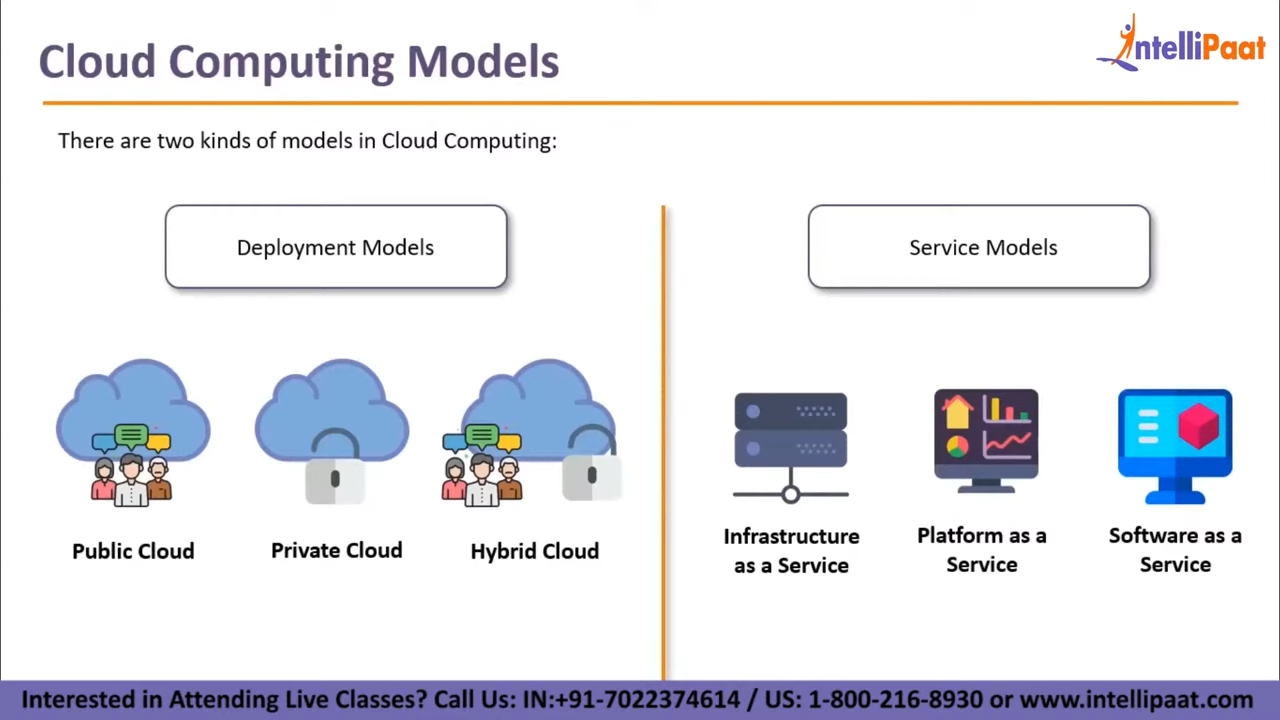 Cloud Computing Models
IntelliPaat
There are two kinds of models in Cloud Computing:
Deployment Models
Public Cloud
Private Cloud
Hybrid Cloud
Service Models
Infrastructure
as a Service
Platform as a
Service
Software as a
Service
Interested in Attending Live Classes? Call Us: IN:+91-7022374614 / US: 1-800-216-8930 or www.intellipaat.com